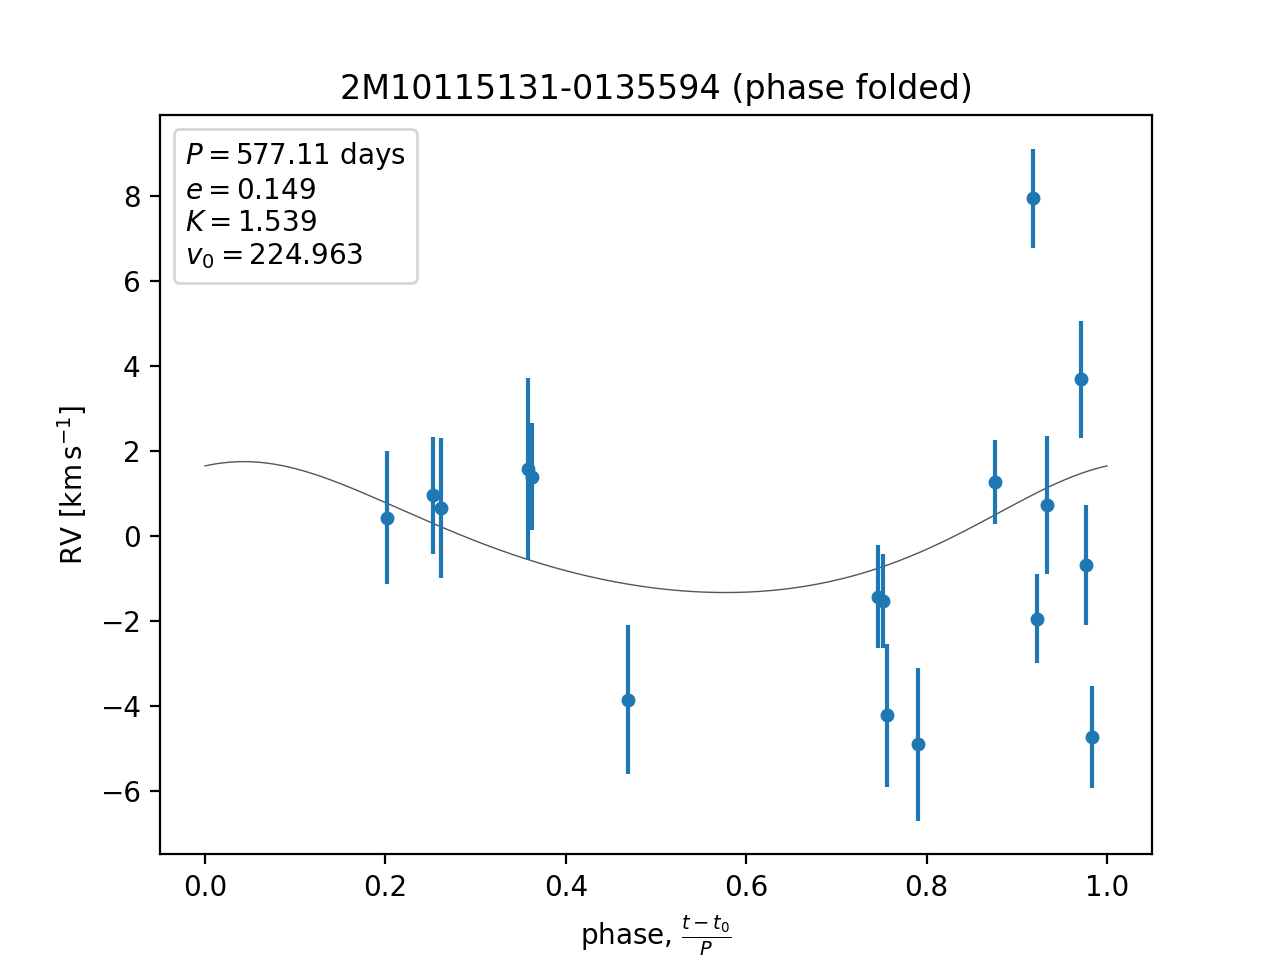 2M10115131-0135594 (phase folded)
P = 577.11 days
e = 0.149
K = 1.539
v₀ = 224.963
8
6
4
2
0
−2
−4
−6
RV [km s⁻¹]
0.0 0.2 0.4 0.6 0.8 1.0
phase, (t − t₀)/P